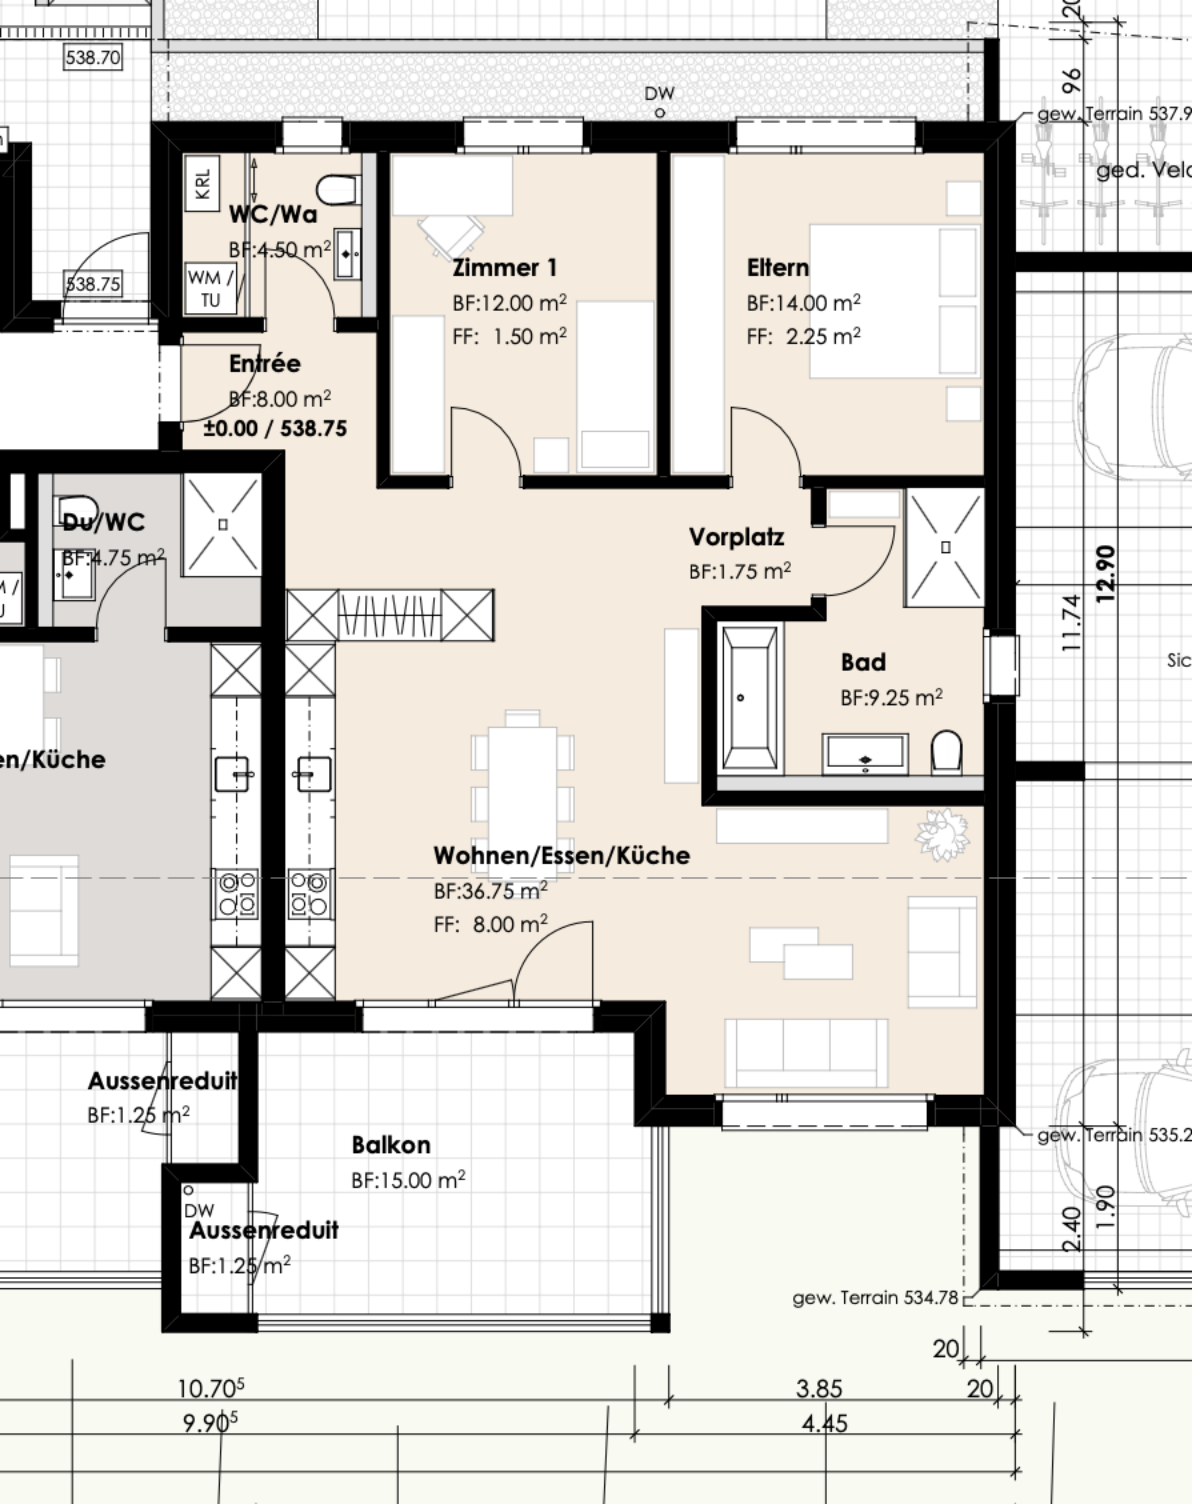 20
538.70
96
DW
gew. Terrain 537.9
ged. Velo
KRL
WC/Wa
BF:4.50 m²
WM /
TU
538.75
Zimmer 1
BF:12.00 m²
FF: 1.50 m²
Eltern
BF:14.00 m²
FF: 2.25 m²
Entrée
BF:8.00 m²
±0.00 / 538.75
Du/WC
BF:4.75 m²
Vorplatz
BF:1.75 m²
12.90
11.74
Bad
BF:9.25 m²
Sic
en/Küche
Wohnen/Essen/Küche
BF:36.75 m²
FF: 8.00 m²
Aussenreduit
BF:1.25 m²
Balkon
BF:15.00 m²
gew. Terrain 535.2
DW
Aussenreduit
BF:1.25 m²
2.40
1.90
gew. Terrain 534.78
20
10.70⁵
3.85
20
9.90⁵
4.45